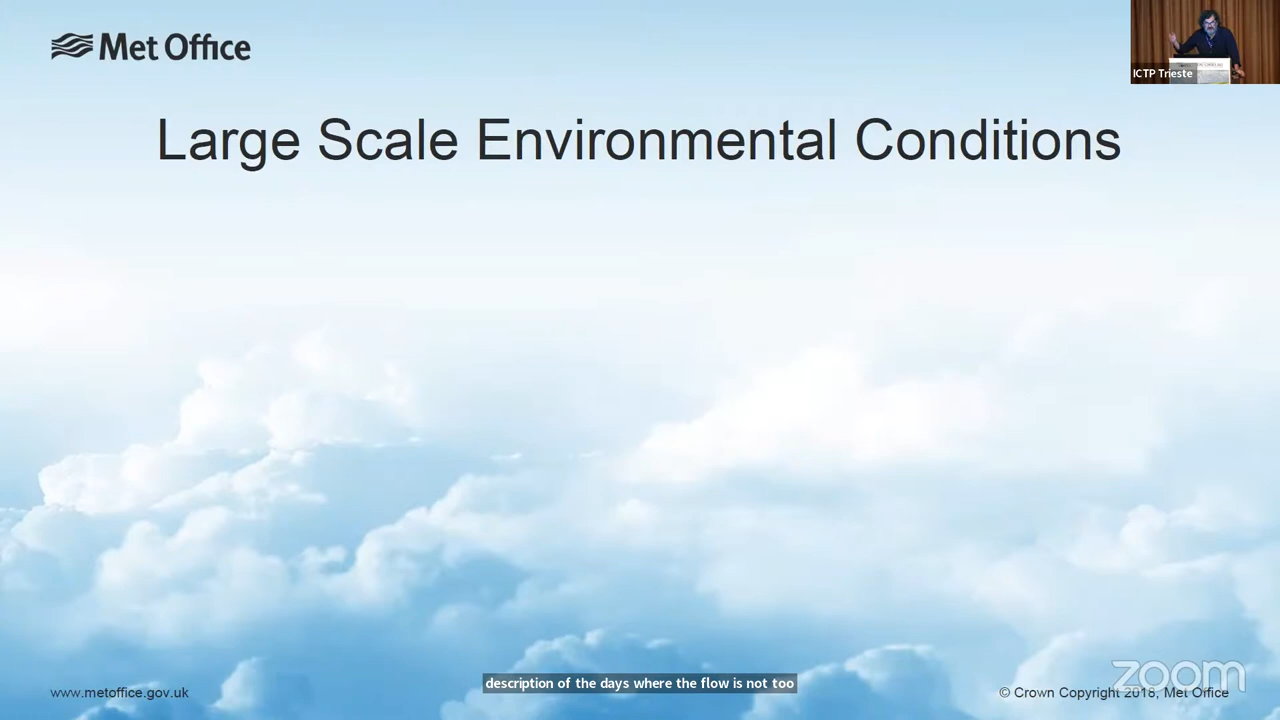 Met Office
ICTP Trieste
Large Scale Environmental Conditions
description of the days where the flow is not too
zoom
www.metoffice.gov.uk
© Crown Copyright 2018, Met Office